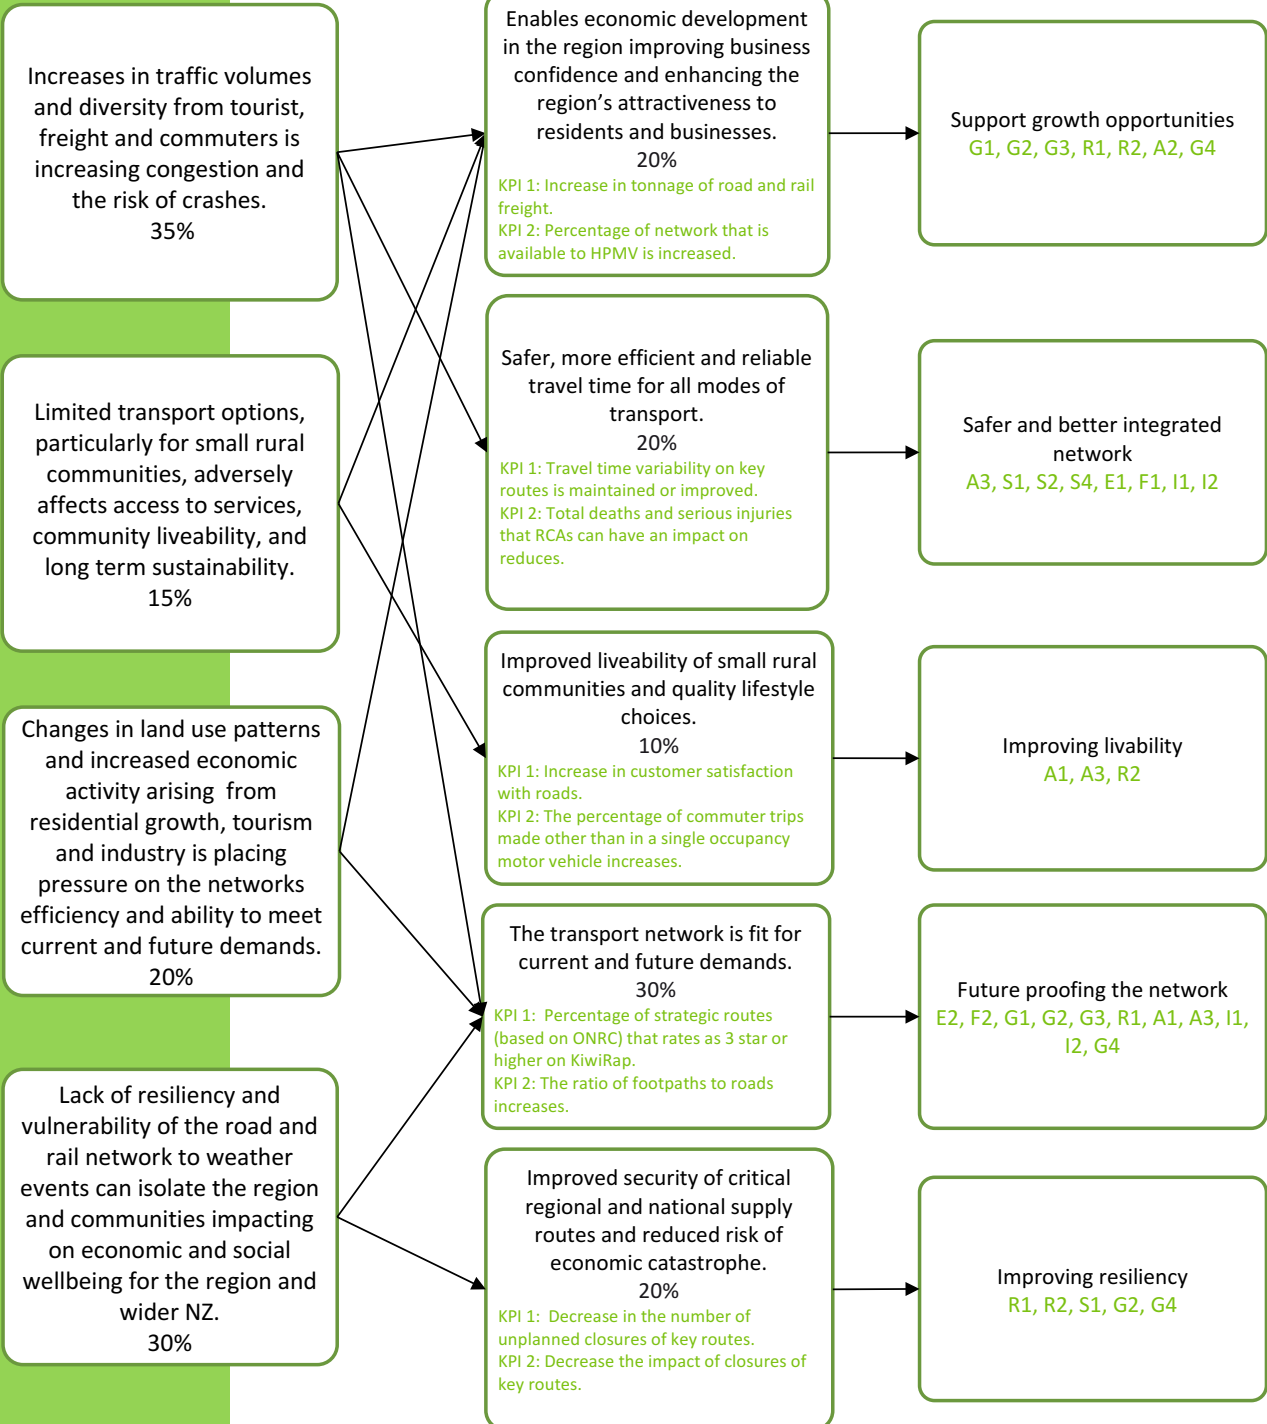 Increases in traffic volumes
and diversity from tourist,
freight and commuters is
increasing congestion and
the risk of crashes.
35%
Limited transport options,
particularly for small rural
communities, adversely
affects access to services,
community liveability, and
long term sustainability.
15%
Changes in land use patterns
and increased economic
activity arising from
residential growth, tourism
and industry is placing
pressure on the networks
efficiency and ability to meet
current and future demands.
20%
Lack of resiliency and
vulnerability of the road and
rail network to weather
events can isolate the region
and communities impacting
on economic and social
wellbeing for the region and
wider NZ.
30%
Enables economic development
in the region improving business
confidence and enhancing the
region’s attractiveness to
residents and businesses.
20%
KPI 1: Increase in tonnage of road and rail
freight.
KPI 2: Percentage of network that is
available to HPMV is increased.
Safer, more efficient and reliable
travel time for all modes of
transport.
20%
KPI 1: Travel time variability on key
routes is maintained or improved.
KPI 2: Total deaths and serious injuries
that RCAs can have an impact on
reduces.
Improved liveability of small rural
communities and quality lifestyle
choices.
10%
KPI 1: Increase in customer satisfaction
with roads.
KPI 2: The percentage of commuter trips
made other than in a single occupancy
motor vehicle increases.
The transport network is fit for
current and future demands.
30%
KPI 1: Percentage of strategic routes
(based on ONRC) that rates as 3 star or
higher on KiwiRap.
KPI 2: The ratio of footpaths to roads
increases.
Improved security of critical
regional and national supply
routes and reduced risk of
economic catastrophe.
20%
KPI 1: Decrease in the number of
unplanned closures of key routes.
KPI 2: Decrease the impact of closures of
key routes.
Support growth opportunities
G1, G2, G3, R1, R2, A2, G4
Safer and better integrated
network
A3, S1, S2, S4, E1, F1, I1, I2
Improving livability
A1, A3, R2
Future proofing the network
E2, F2, G1, G2, G3, R1, A1, A3, I1,
I2, G4
Improving resiliency
R1, R2, S1, G2, G4